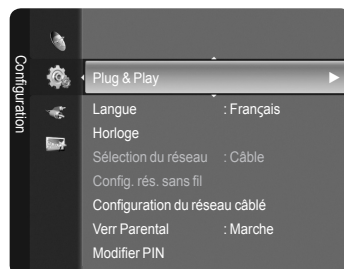 Configuration
Plug & Play
Langue : Français
Horloge
Sélection du réseau : Câble
Config. rés. sans fil
Configuration du réseau câblé
Verr Parental : Marche
Modifier PIN